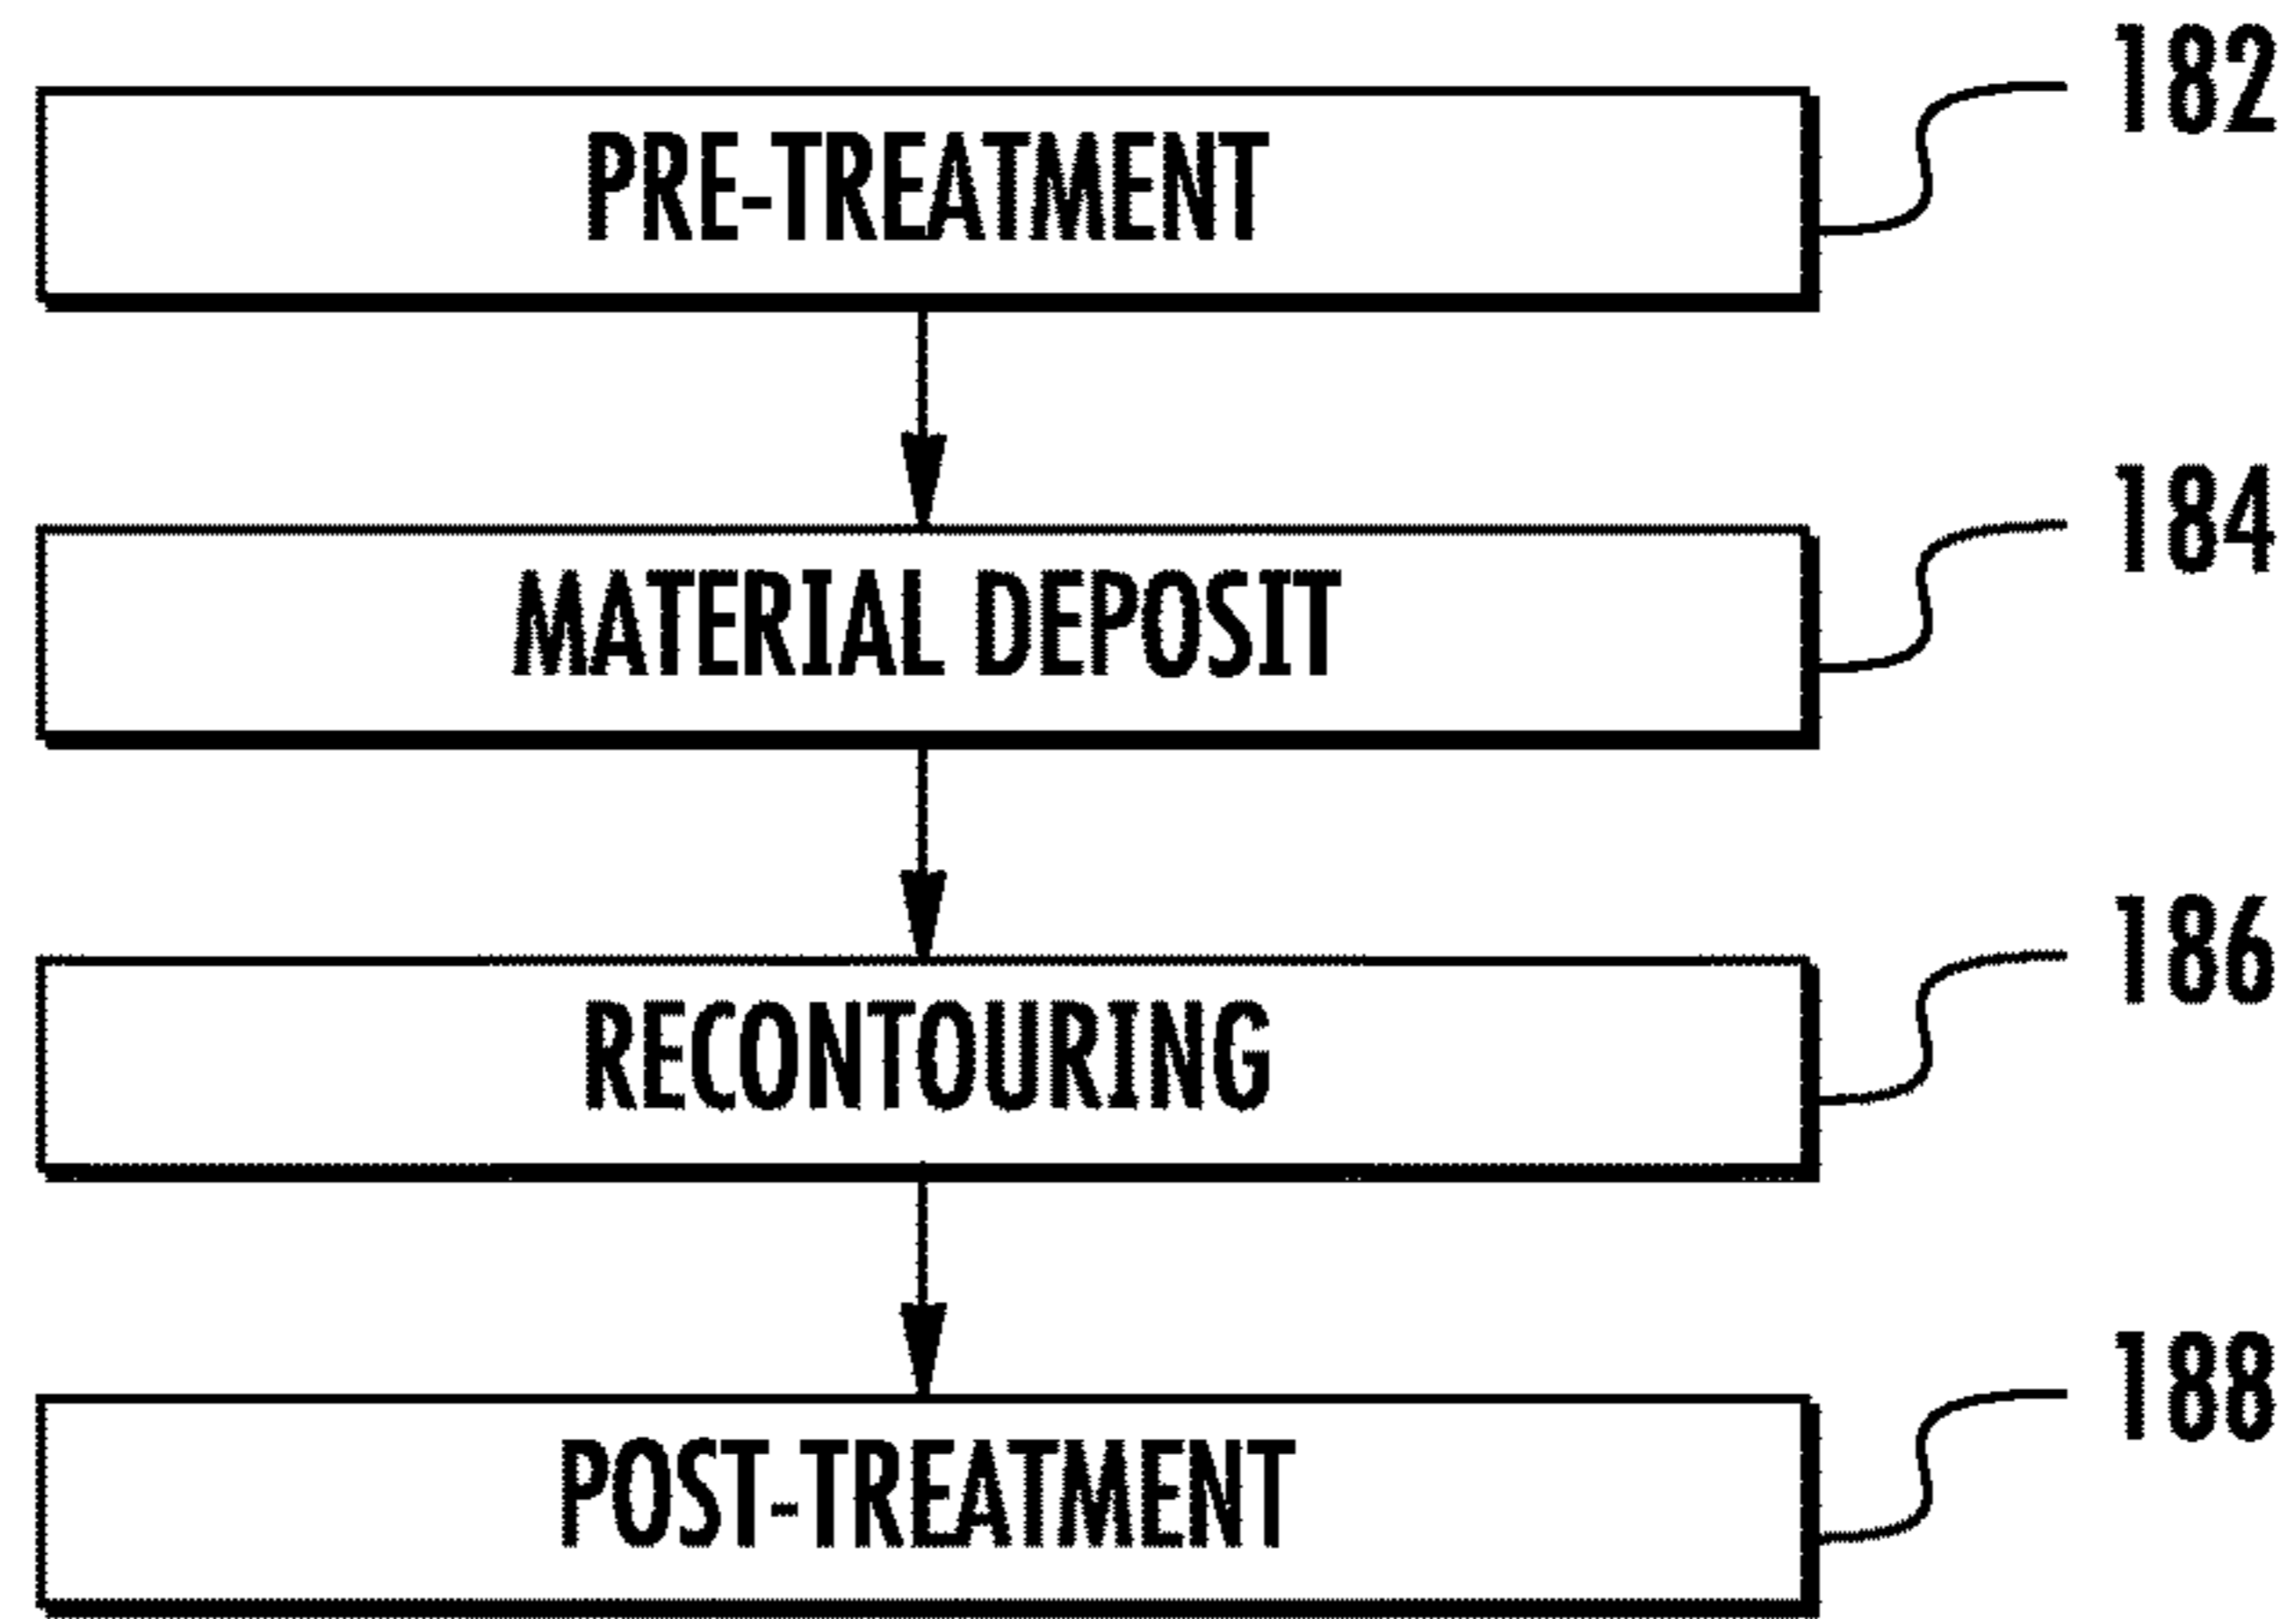 182
PRE-TREATMENT
184
MATERIAL DEPOSIT
186
RECONTOURING
188
POST-TREATMENT